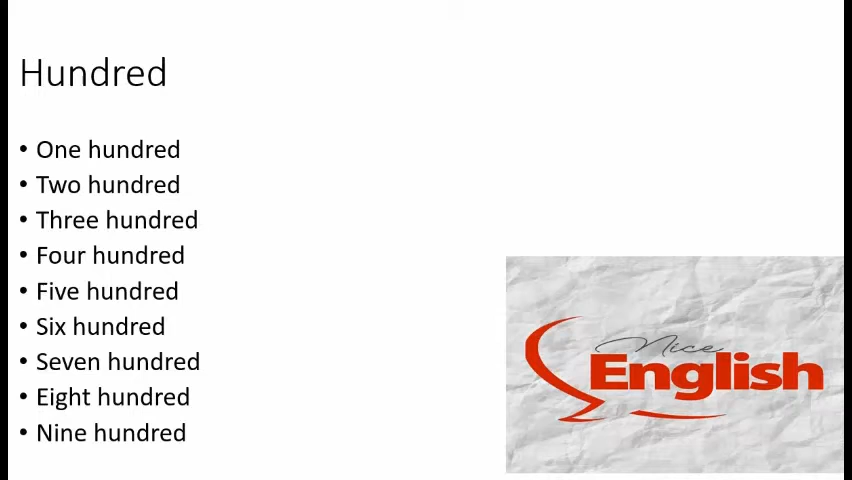 Hundred
• One hundred
• Two hundred
• Three hundred
• Four hundred
• Five hundred
• Six hundred
• Seven hundred
• Eight hundred
• Nine hundred
Nice
English